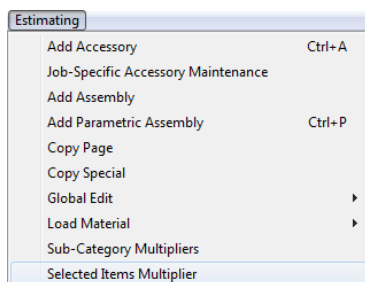 Estimating
Add Accessory Ctrl+A
Job-Specific Accessory Maintenance
Add Assembly
Add Parametric Assembly Ctrl+P
Copy Page
Copy Special
Global Edit
Load Material
Sub-Category Multipliers
Selected Items Multiplier